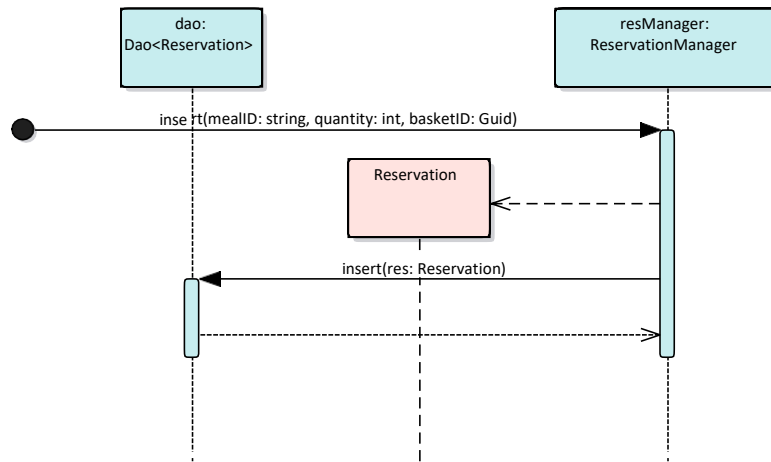 dao:
Dao<Reservation>
resManager:
ReservationManager
insert(mealID: string, quantity: int, basketID: Guid)
Reservation
insert(res: Reservation)